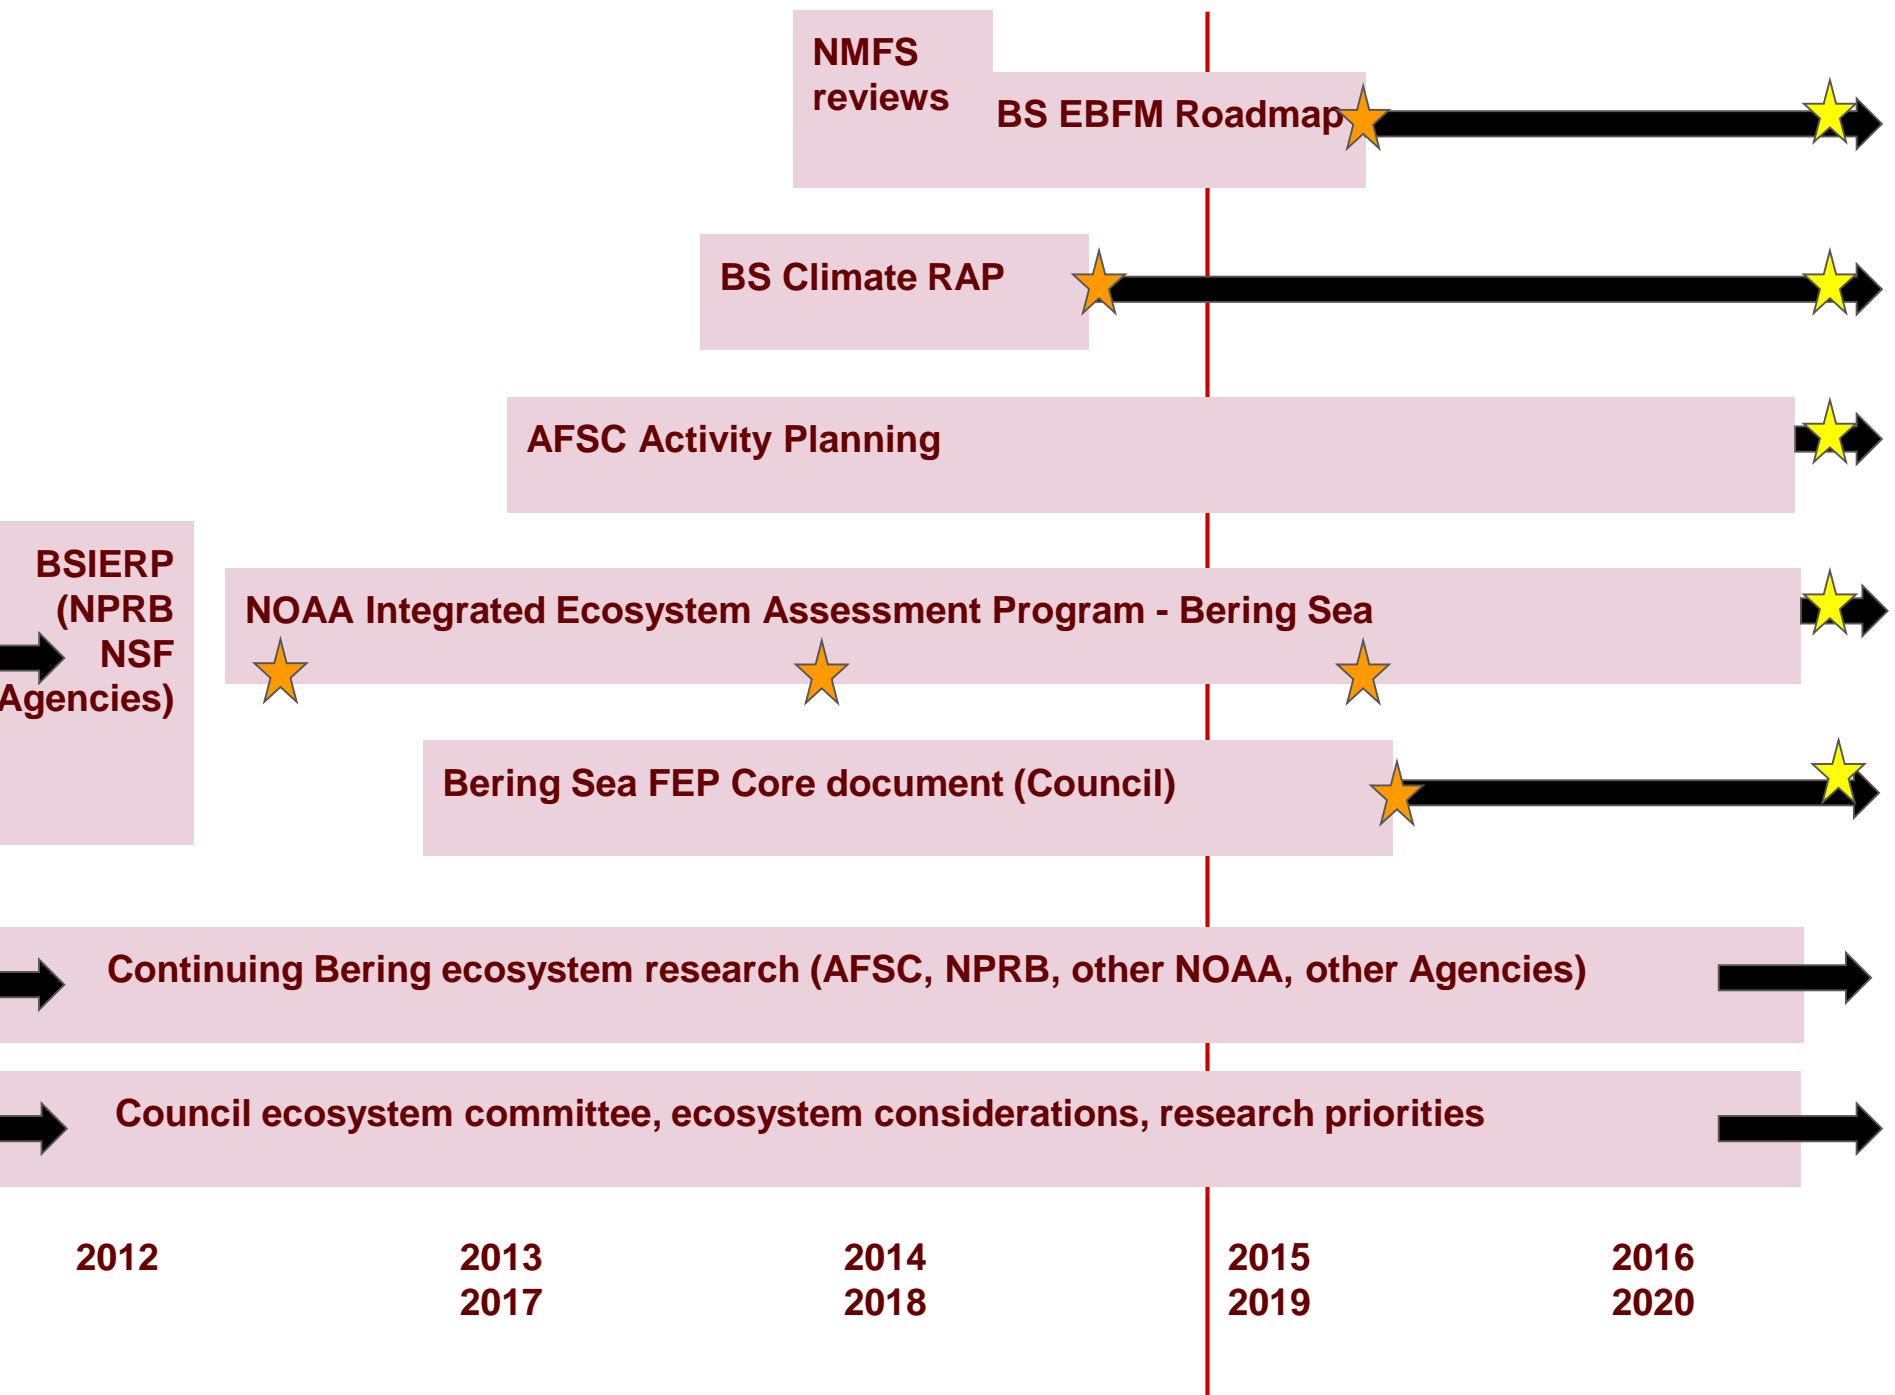 NMFS
reviews
BS EBFM Roadmap
BS Climate RAP
AFSC Activity Planning
BSIERP
(NPRB
NSF
Agencies)
NOAA Integrated Ecosystem Assessment Program - Bering Sea
Bering Sea FEP Core document (Council)
Continuing Bering ecosystem research (AFSC, NPRB, other NOAA, other Agencies)
Council ecosystem committee, ecosystem considerations, research priorities
2012 2013 2014 2015 2016
2017 2018 2019 2020